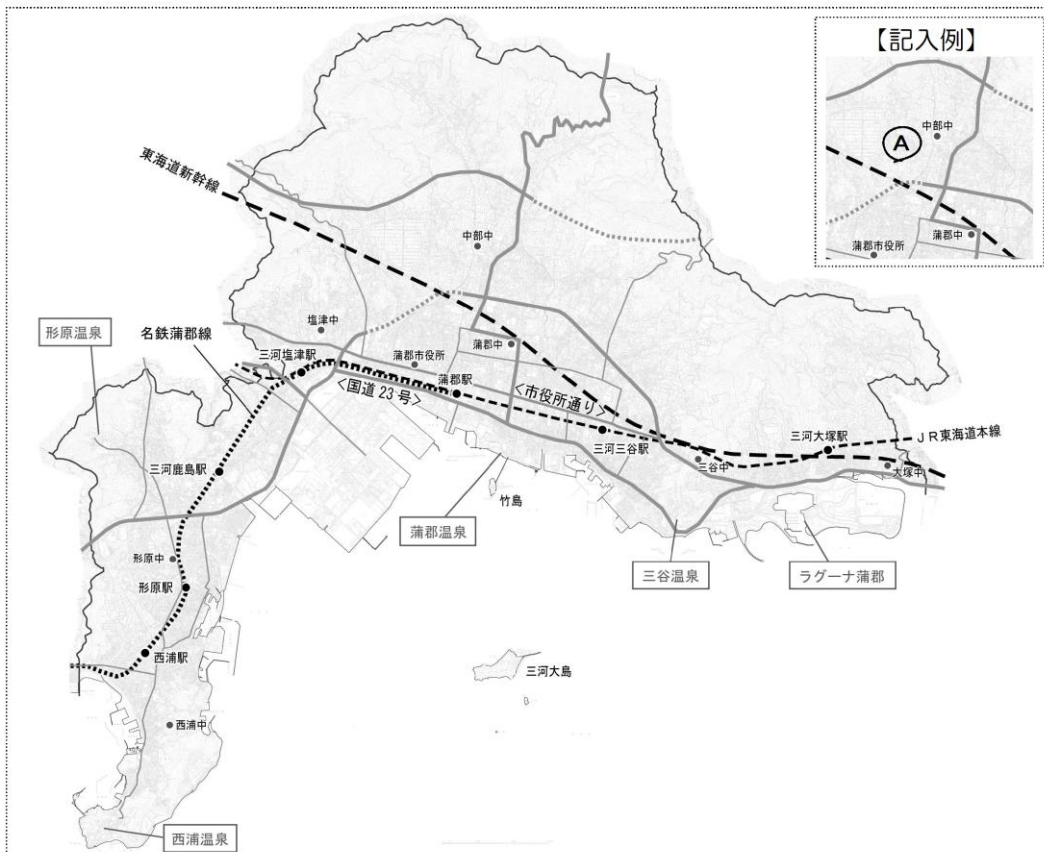 【記入例】
中部中
A
蒲郡中
蒲郡市役所
東海道新幹線
中部中
塩津中
形原温泉
名鉄蒲郡線
三河塩津駅
蒲郡市役所
蒲郡中
蒲郡駅
<国道23号>
<市役所通り>
三河三谷駅
三河大塚駅
JR東海道本線
三谷中
大塚中
三河鹿島駅
竹島
蒲郡温泉
三谷温泉
ラグーナ蒲郡
形原中
形原駅
西浦駅
三河大島
西浦中
西浦温泉